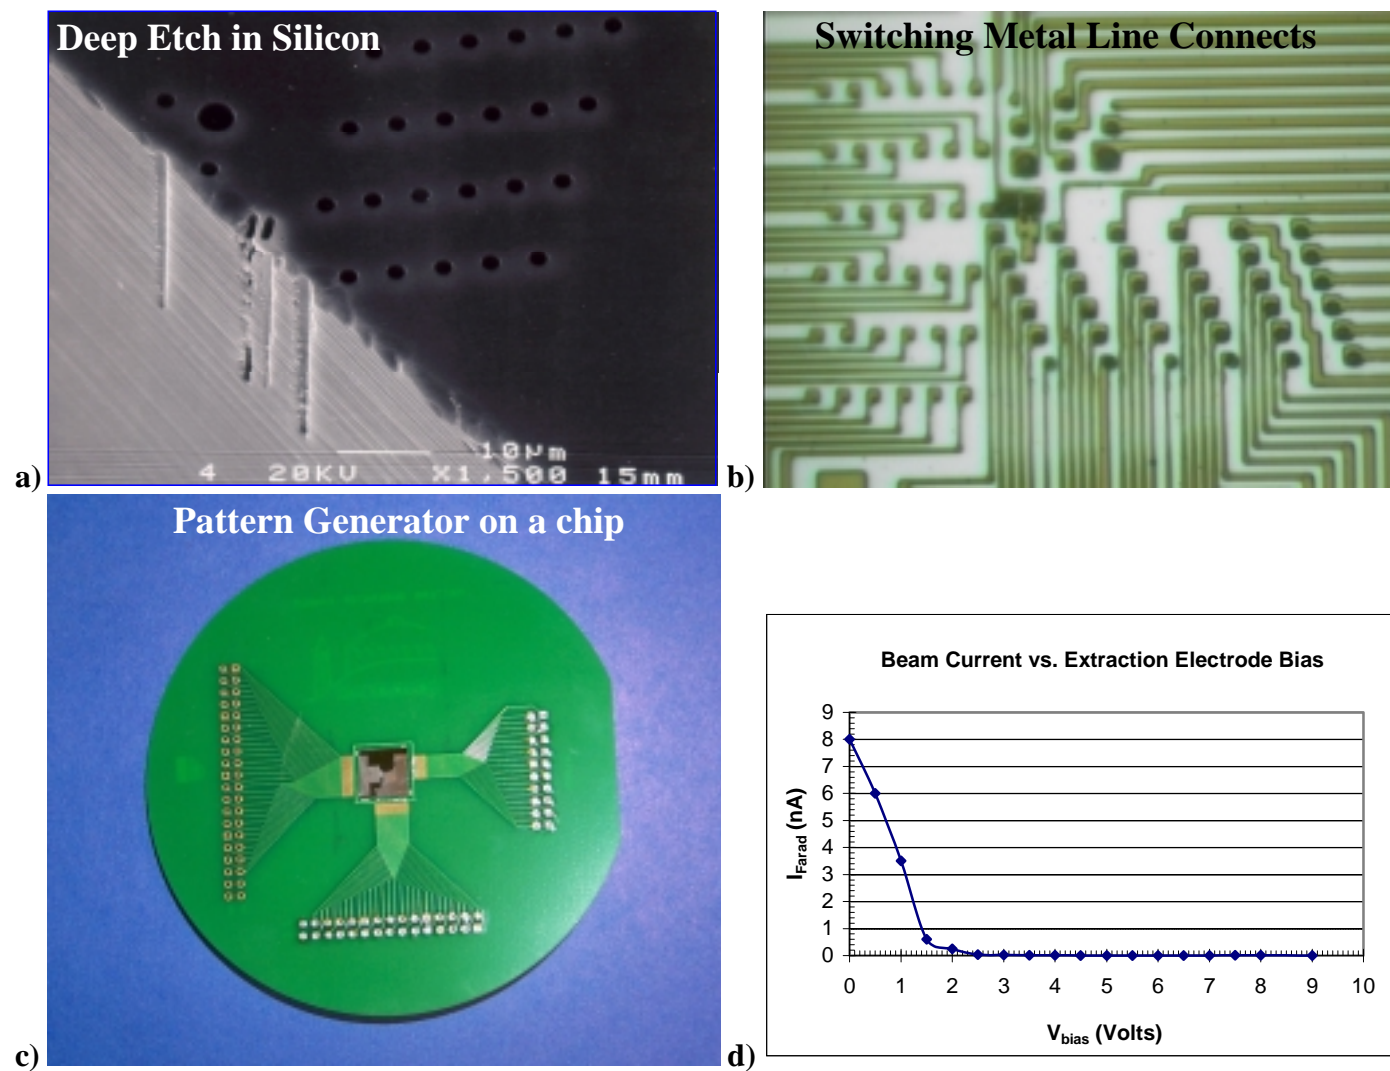 Deep Etch in Silicon
10µm
4 20KV X1,500 15mm
a)
Switching Metal Line Connects
b)
Pattern Generator on a chip
c)
Beam Current vs. Extraction Electrode Bias
I_Farad (nA)
9
8
7
6
5
4
3
2
1
0
0 1 2 3 4 5 6 7 8 9 10
V_bias (Volts)
d)